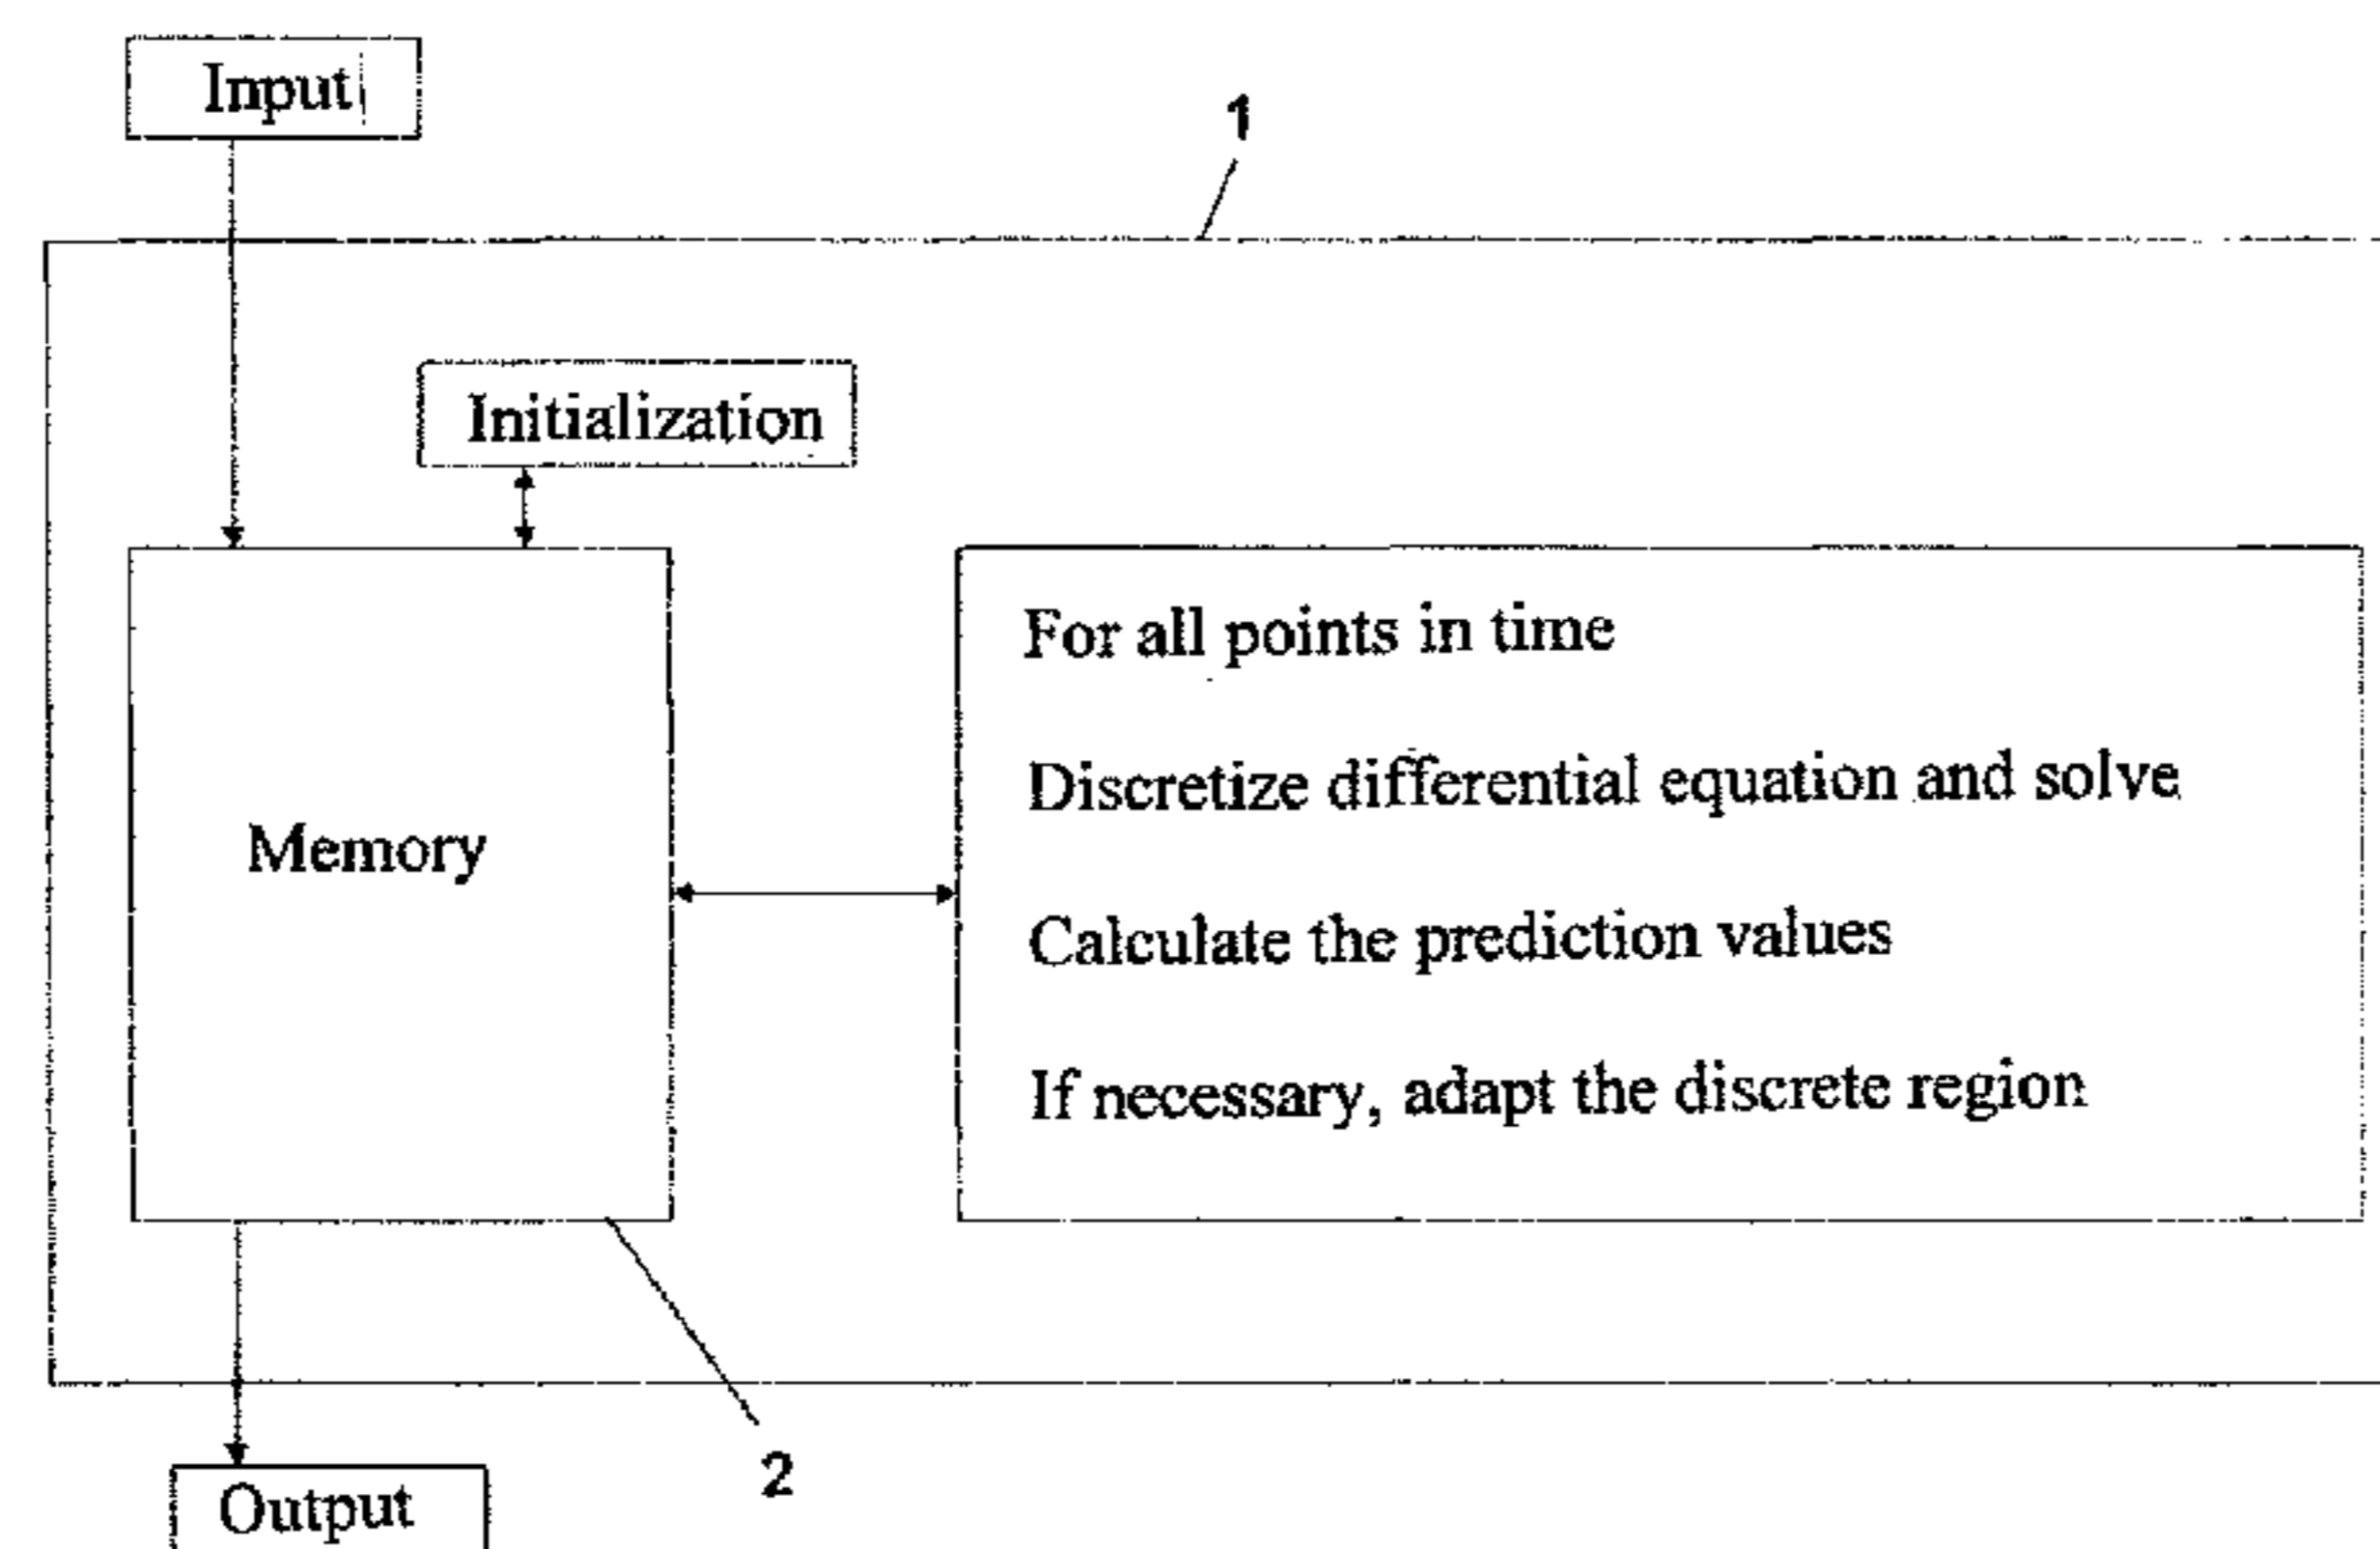 Input
1
Initialization
For all points in time
Discretize differential equation and solve
Memory
Calculate the prediction values
If necessary, adapt the discrete region
2
Output